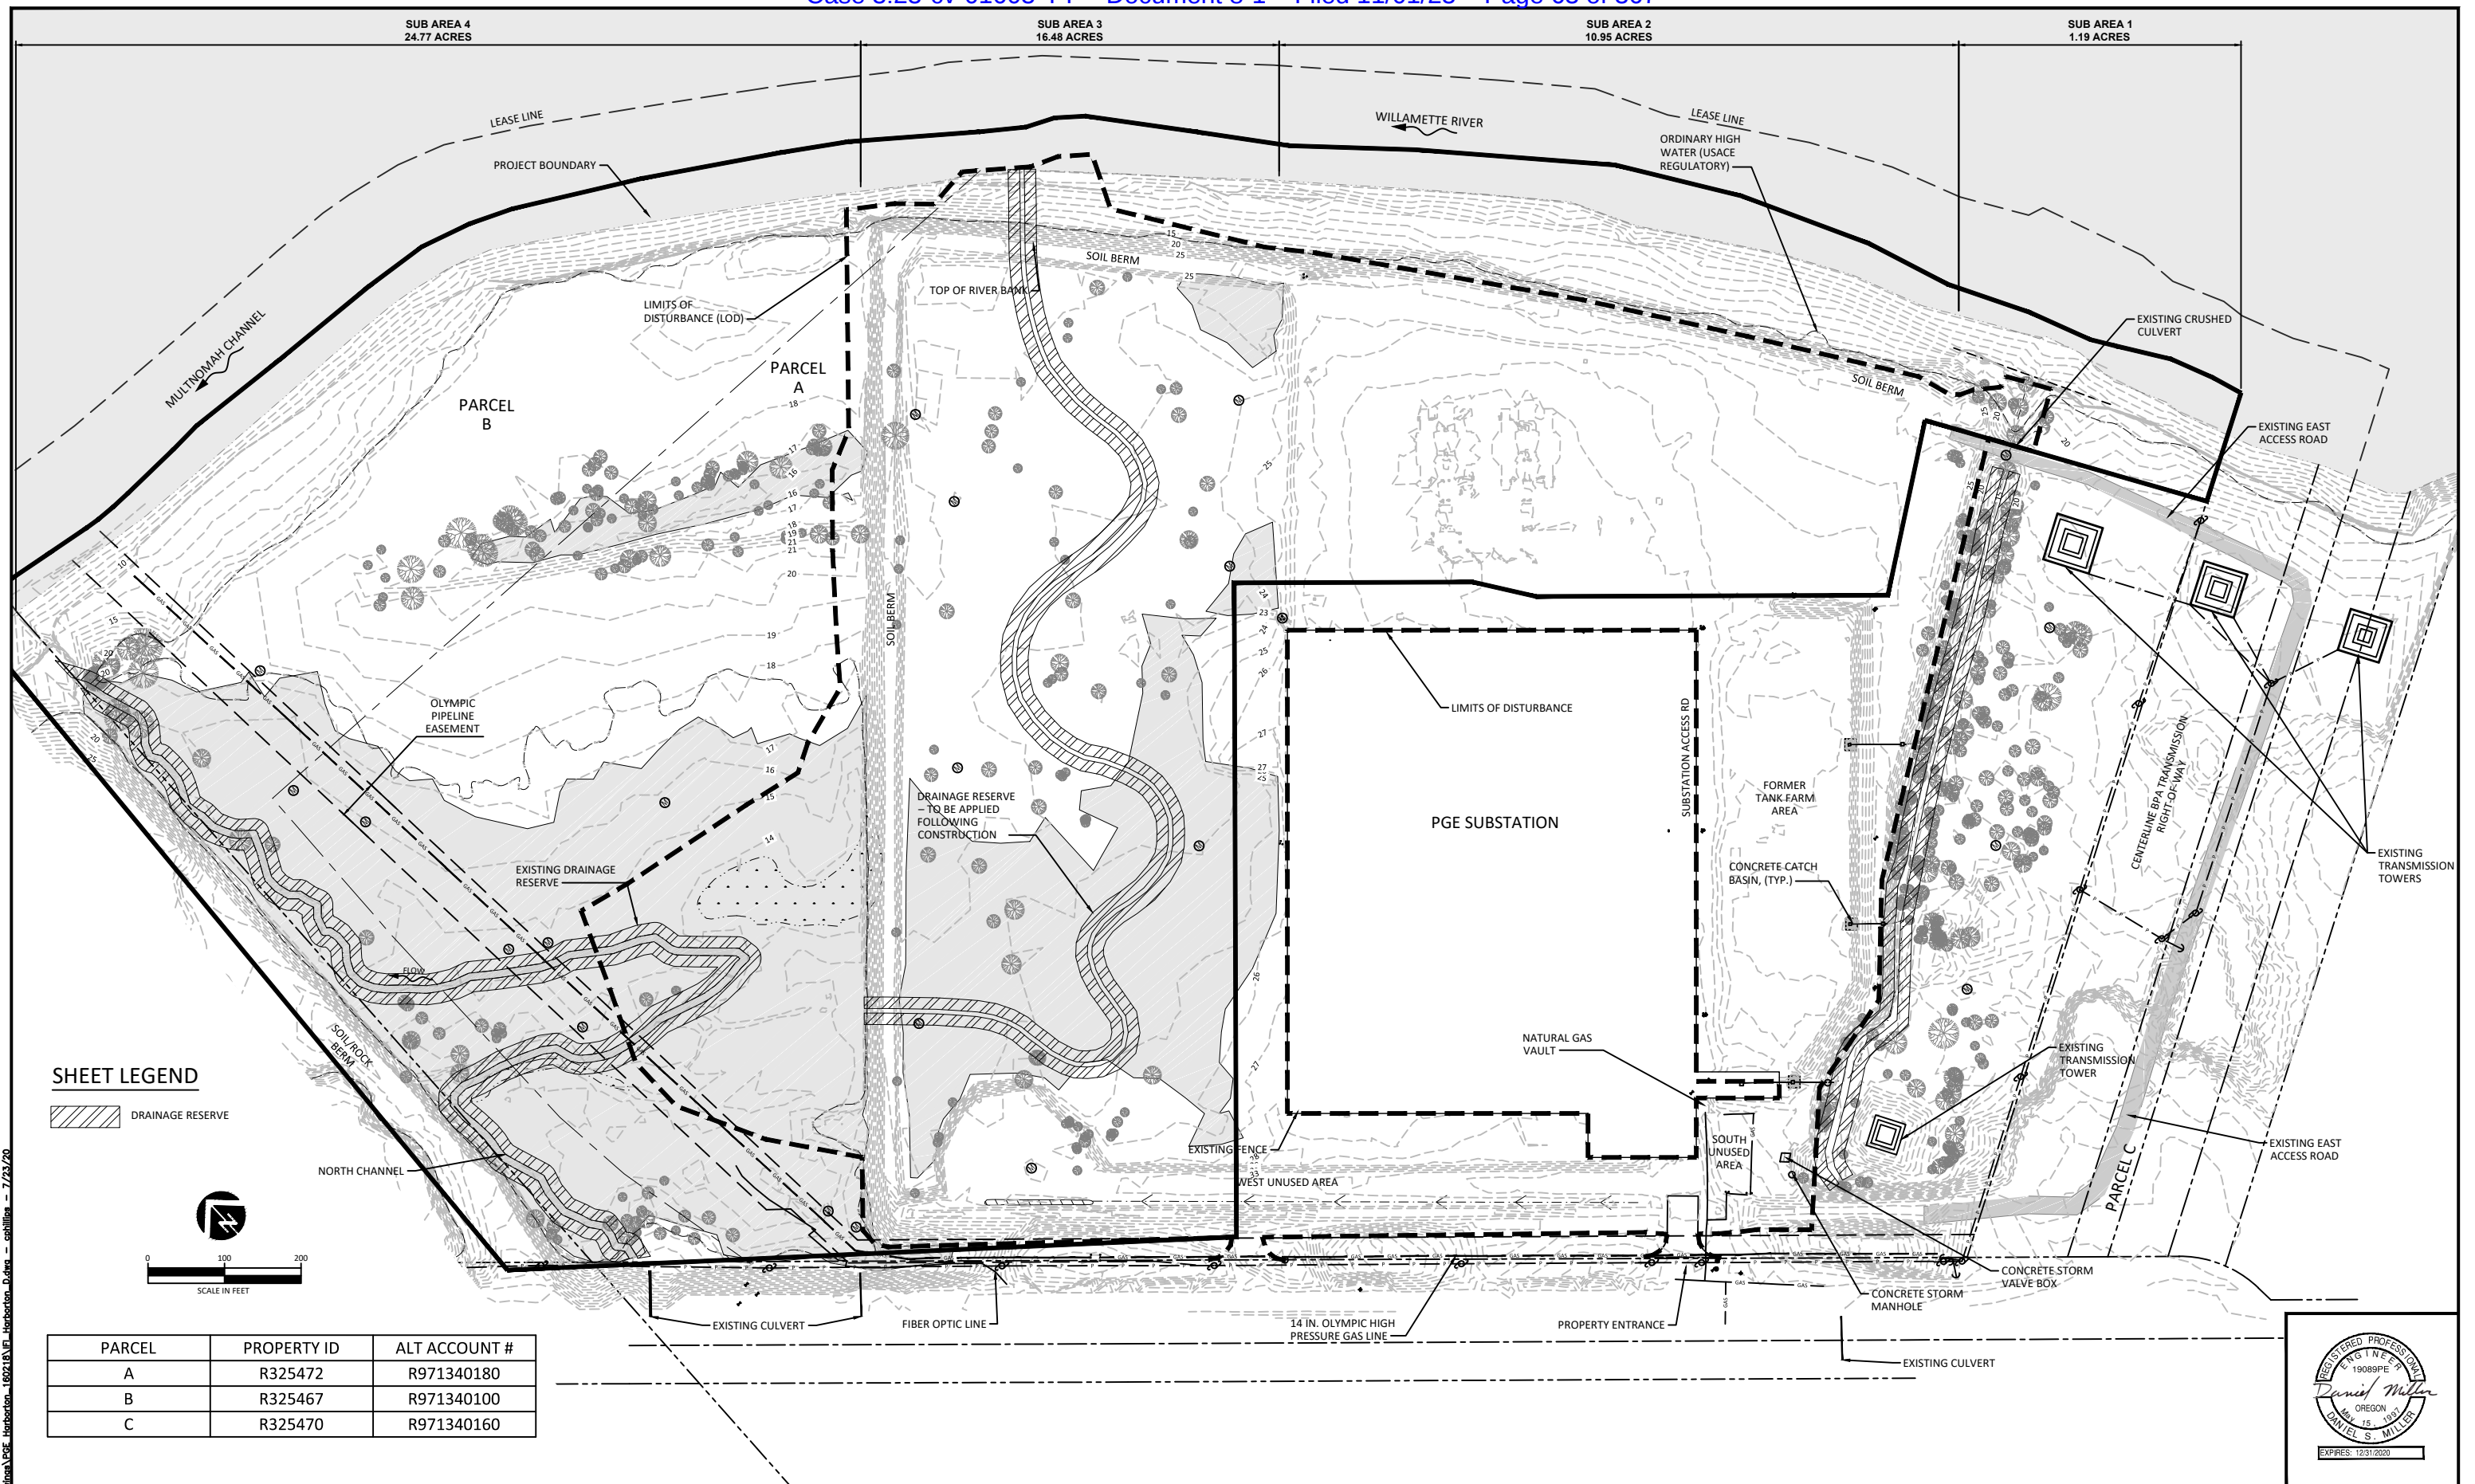 SUB AREA 4
24.77 ACRES
SUB AREA 3
16.48 ACRES
SUB AREA 2
10.95 ACRES
SUB AREA 1
1.19 ACRES
LEASE LINE
WILLAMETTE RIVER
LEASE LINE
PROJECT BOUNDARY
ORDINARY HIGH
WATER (USACE
REGULATORY)
SOIL BERM
TOP OF RIVER BANK
LIMITS OF
DISTURBANCE (LOD)
MULTNOMAH CHANNEL
PARCEL
A
PARCEL
B
SOIL BERM
EXISTING CRUSHED
CULVERT
EXISTING EAST
ACCESS ROAD
SOIL BERM
OLYMPIC
PIPELINE
EASEMENT
LIMITS OF DISTURBANCE
SUBSTATION ACCESS RD
CENTERLINE BPA TRANSMISSION
RIGHT-OF-WAY
DRAINAGE RESERVE
– TO BE APPLIED
FOLLOWING
CONSTRUCTION
PGE SUBSTATION
FORMER
TANK FARM
AREA
EXISTING
TRANSMISSION
TOWERS
EXISTING DRAINAGE
RESERVE
CONCRETE CATCH
BASIN, (TYP.)
FLOW
SOIL/ROCK
BERM
NATURAL GAS
VAULT
EXISTING
TRANSMISSION
TOWER
SHEET LEGEND
DRAINAGE RESERVE
NORTH CHANNEL
EXISTING FENCE
SOUTH
UNUSED
AREA
EXISTING EAST
ACCESS ROAD
WEST UNUSED AREA
PARCEL C
0 100 200
SCALE IN FEET
CONCRETE STORM
VALVE BOX
CONCRETE STORM
MANHOLE
EXISTING CULVERT
FIBER OPTIC LINE
14 IN. OLYMPIC HIGH
PRESSURE GAS LINE
PROPERTY ENTRANCE
EXISTING CULVERT
PARCEL PROPERTY ID ALT ACCOUNT #
A R325472 R971340180
B R325467 R971340100
C R325470 R971340160
REGISTERED PROFESSIONAL
ENGINEER
19089PE
Daniel Miller
OREGON
May 15, 1997
DANIEL S. MILLER
EXPIRES: 12/31/2020